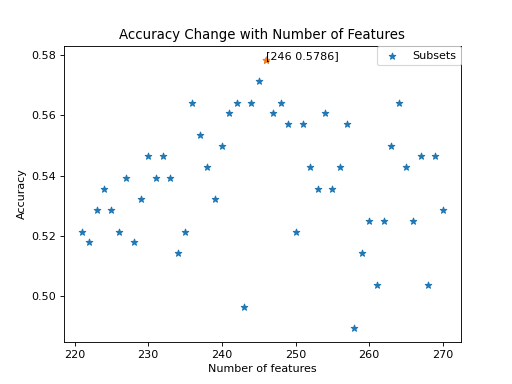 Accuracy Change with Number of Features
[246 0.5786]
Subsets
0.58
0.56
0.54
0.52
0.50
Accuracy
220 230 240 250 260 270
Number of features